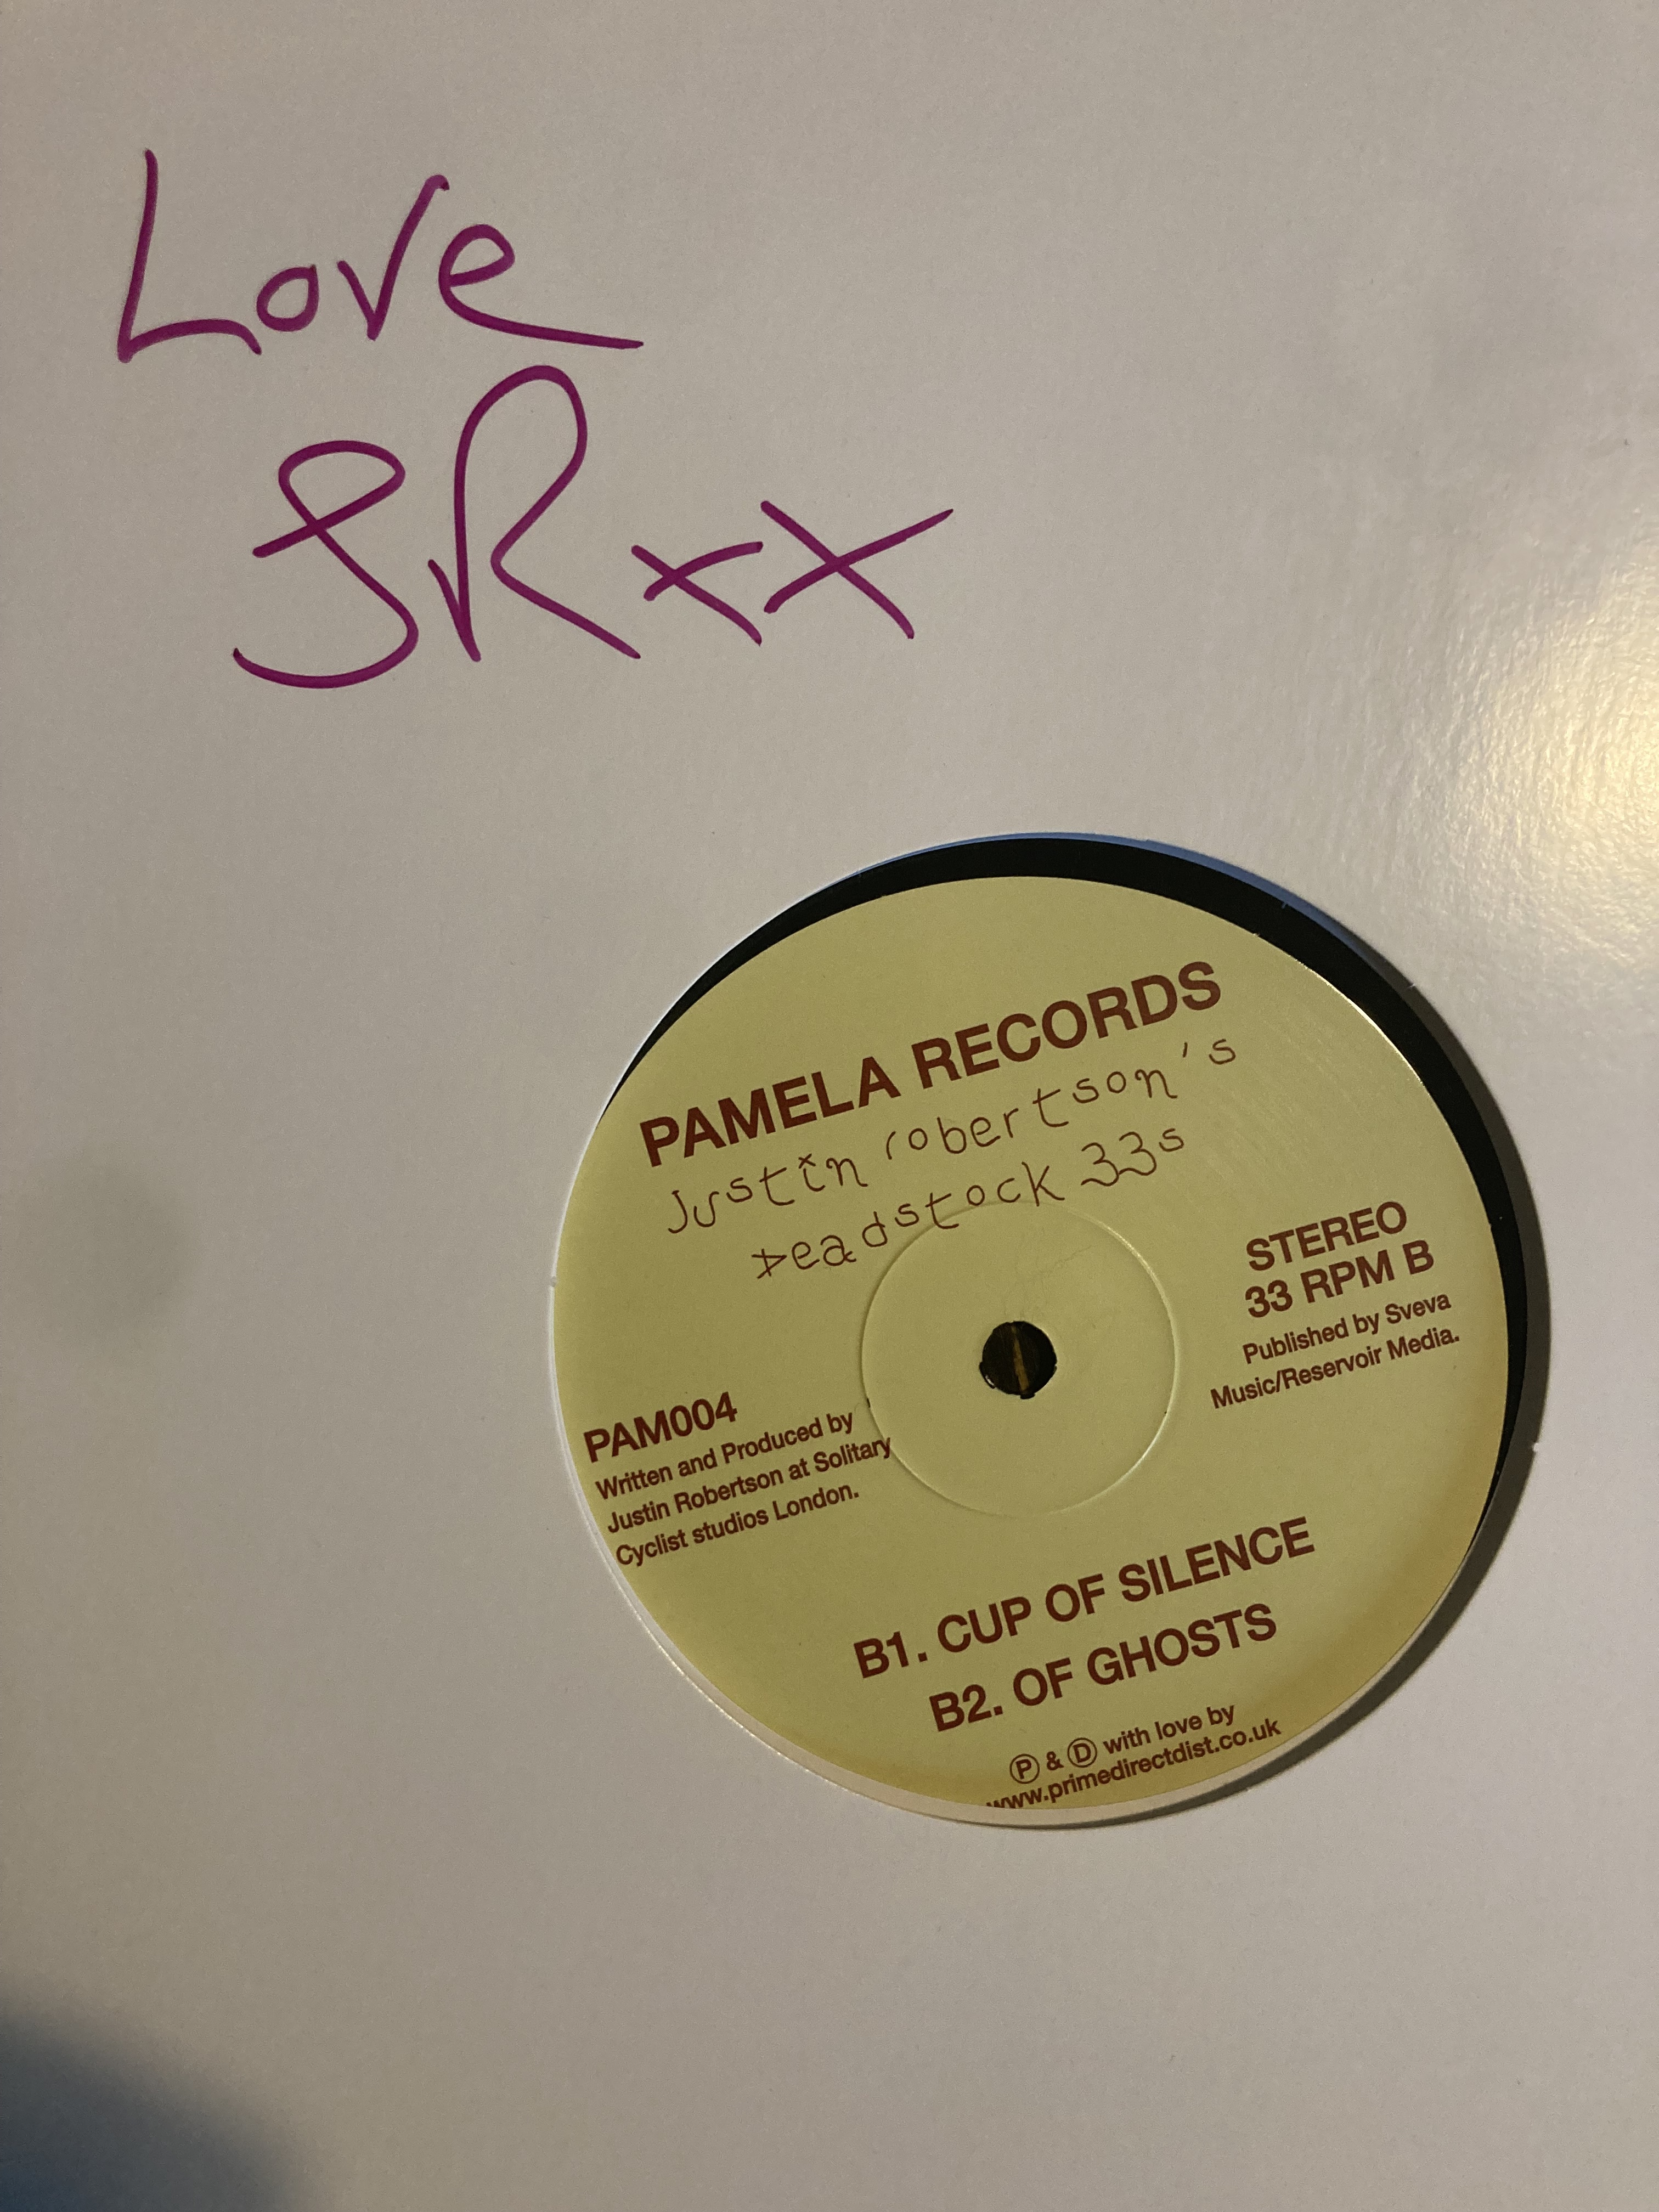 Love
JR xx
PAMELA RECORDS
justin robertson's
deadstock 33s
STEREO
33 RPM B
Published by Sveva
Music/Reservoir Media.
PAM004
Written and Produced by
Justin Robertson at Solitary
Cyclist studios London.
B1. CUP OF SILENCE
B2. OF GHOSTS
Ⓟ & Ⓓ with love by
www.primedirectdist.co.uk